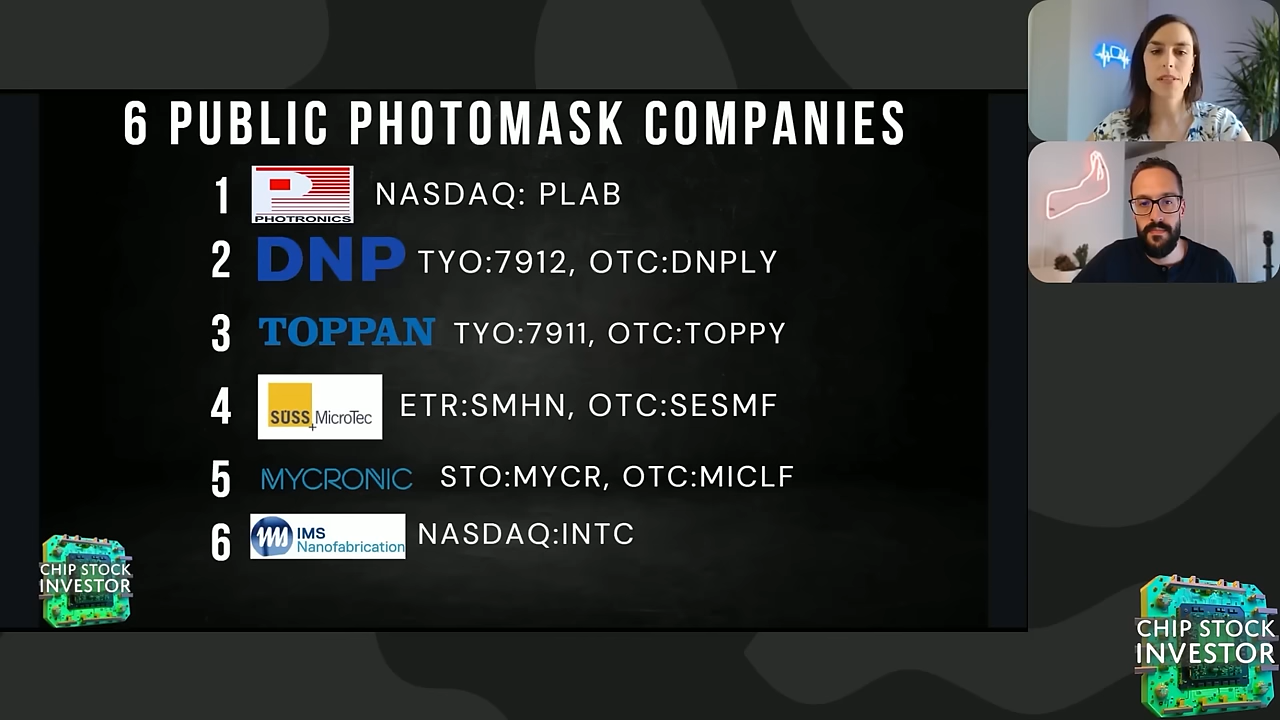 6 PUBLIC PHOTOMASK COMPANIES
1 PHOTRONICS NASDAQ: PLAB
2 DNP TYO:7912, OTC:DNPLY
3 TOPPAN TYO:7911, OTC:TOPPY
4 SÜSS MicroTec ETR:SMHN, OTC:SESMF
5 MYCRONIC STO:MYCR, OTC:MICLF
6 IMS Nanofabrication NASDAQ:INTC
CHIP STOCK
INVESTOR
CHIP STOCK
INVESTOR